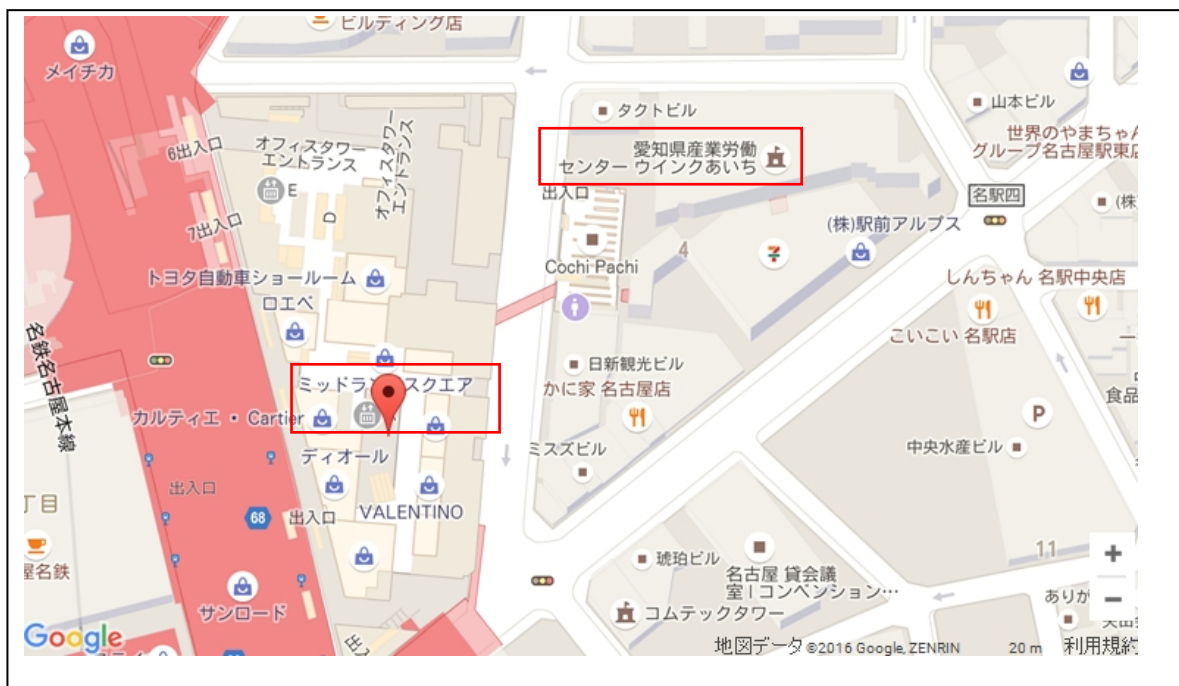 ビルディング店
メイチカ
タクトビル
山本ビル
愛知県産業労働
センター ウインクあいち
世界のやまちゃん
グループ名古屋駅東店
6出入口
オフィスタワー
エントランス
オフィスタワー
エントランス
E
D
出入口
名駅四
(株
7出入口
(株)駅前アルプス
4
Cochi Pachi
トヨタ自動車ショールーム
ロエベ
しんちゃん 名駅中央店
こいこい 名駅店
名鉄名古屋本線
日新観光ビル
かに家 名古屋店
カルティエ・Cartier
食品
P
中央水産ビル
ディオール
ミスズビル
出入口
丁目
68
出入口
VALENTINO
11
琥珀ビル
名古屋 貸会議
室 | コンベンション…
屋名鉄
サンロード
コムテックタワー
ありが
+
−
Google
地図データ ©2016 Google, ZENRIN
20 m
利用規約